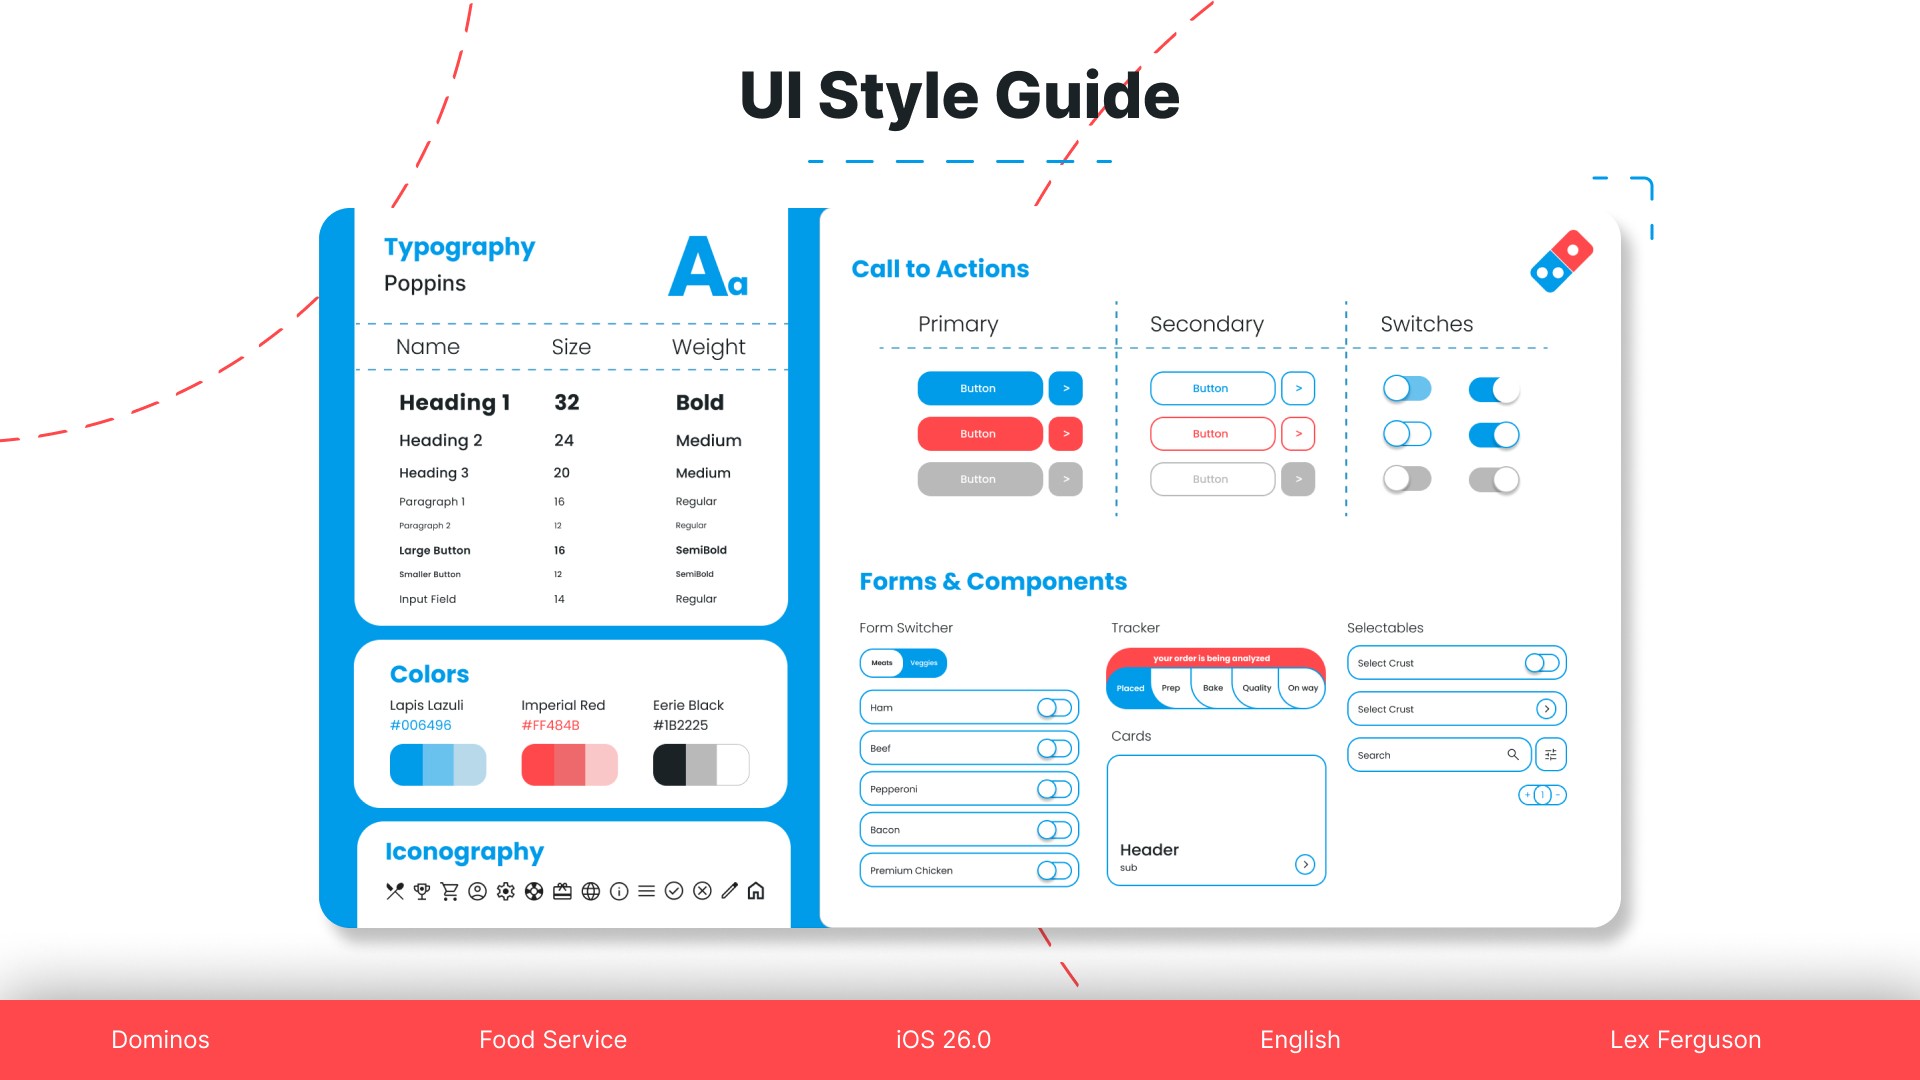 UI Style Guide
Typography
Poppins
Aa
Name Size Weight
Heading 1 32 Bold
Heading 2 24 Medium
Heading 3 20 Medium
Paragraph 1 16 Regular
Paragraph 2 12 Regular
Large Button 16 SemiBold
Smaller Button 12 SemiBold
Input Field 14 Regular
Colors
Lapis Lazuli Imperial Red Eerie Black
#006496 #FF484B #1B2225
Iconography
Call to Actions
Primary Secondary Switches
Button > Button >
Button > Button >
Button > Button >
Forms & Components
Form Switcher
Meats Veggies
Ham
Beef
Pepperoni
Bacon
Premium Chicken
Tracker
your order is being analyzed
Placed Prep Bake Quality On way
Cards
Header
sub
Selectables
Select Crust
Select Crust
Search
+ 1 -
Dominos Food Service iOS 26.0 English Lex Ferguson